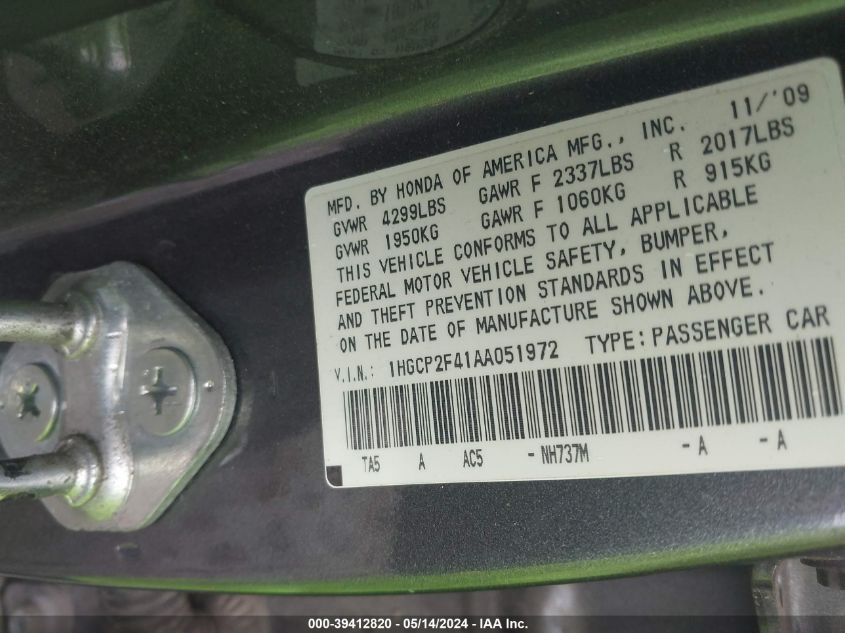 11/'09
MFD. BY HONDA OF AMERICA MFG., INC.
GVWR 4299LBS GAWR F 2337LBS R 2017LBS
GVWR 1950KG GAWR F 1060KG R 915KG
THIS VEHICLE CONFORMS TO ALL APPLICABLE
FEDERAL MOTOR VEHICLE SAFETY, BUMPER,
AND THEFT PREVENTION STANDARDS IN EFFECT
ON THE DATE OF MANUFACTURE SHOWN ABOVE.
V.I.N.: 1HGCP2F41AA051972 TYPE:PASSENGER CAR
TA5 A AC5 -NH737M -A -A
000-39412820 / 05/14/2024 - IAA Inc.